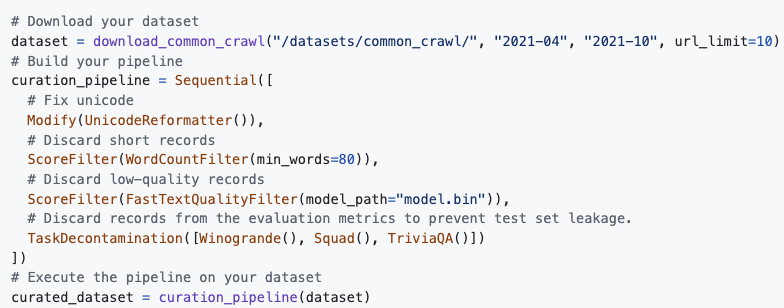 # Download your dataset
dataset = download_common_crawl("/datasets/common_crawl/", "2021-04", "2021-10", url_limit=10)
# Build your pipeline
curation_pipeline = Sequential([
  # Fix unicode
  Modify(UnicodeReformatter()),
  # Discard short records
  ScoreFilter(WordCountFilter(min_words=80)),
  # Discard low-quality records
  ScoreFilter(FastTextQualityFilter(model_path="model.bin")),
  # Discard records from the evaluation metrics to prevent test set leakage.
  TaskDecontamination([Winogrande(), Squad(), TriviaQA()])
])
# Execute the pipeline on your dataset
curated_dataset = curation_pipeline(dataset)